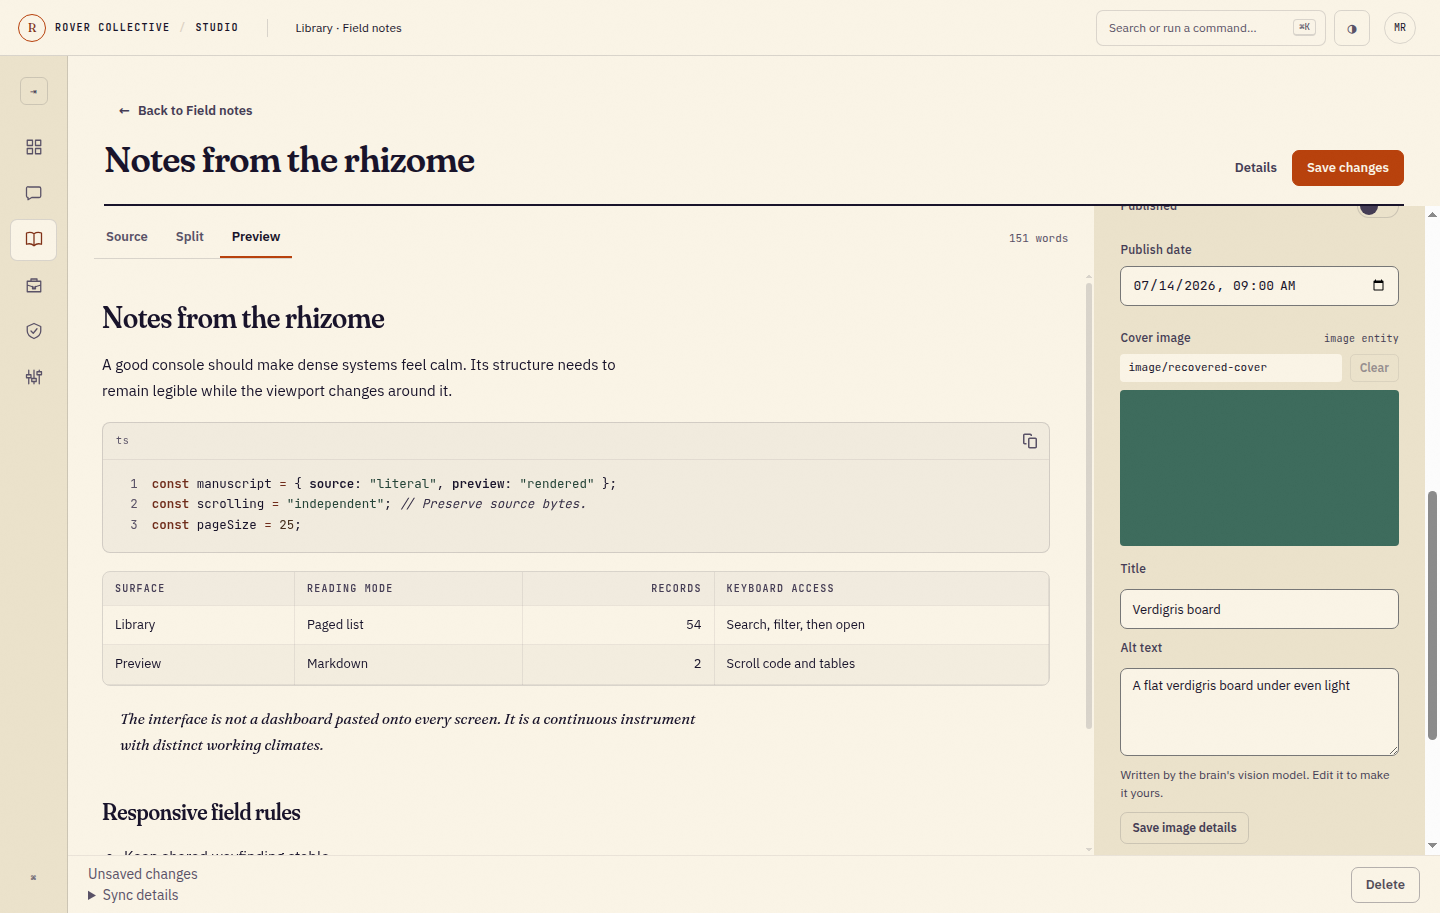 R ROVER COLLECTIVE / STUDIO
Library · Field notes
Search or run a command... ⌘K
MR
← Back to Field notes
Notes from the rhizome
Details
Save changes
Source Split Preview
151 words
Notes from the rhizome
A good console should make dense systems feel calm. Its structure needs to
remain legible while the viewport changes around it.
ts
1 const manuscript = { source: "literal", preview: "rendered" };
2 const scrolling = "independent"; // Preserve source bytes.
3 const pageSize = 25;
SURFACE READING MODE RECORDS KEYBOARD ACCESS
Library Paged list 54 Search, filter, then open
Preview Markdown 2 Scroll code and tables
The interface is not a dashboard pasted onto every screen. It is a continuous instrument
with distinct working climates.
Responsive field rules
Keep shared wayfinding stable
Published
Publish date
07/14/2026, 09:00 AM
Cover image image entity
image/recovered-cover Clear
Title
Verdigris board
Alt text
A flat verdigris board under even light
Written by the brain's vision model. Edit it to make
it yours.
Save image details
⌘
Unsaved changes
▶ Sync details
Delete